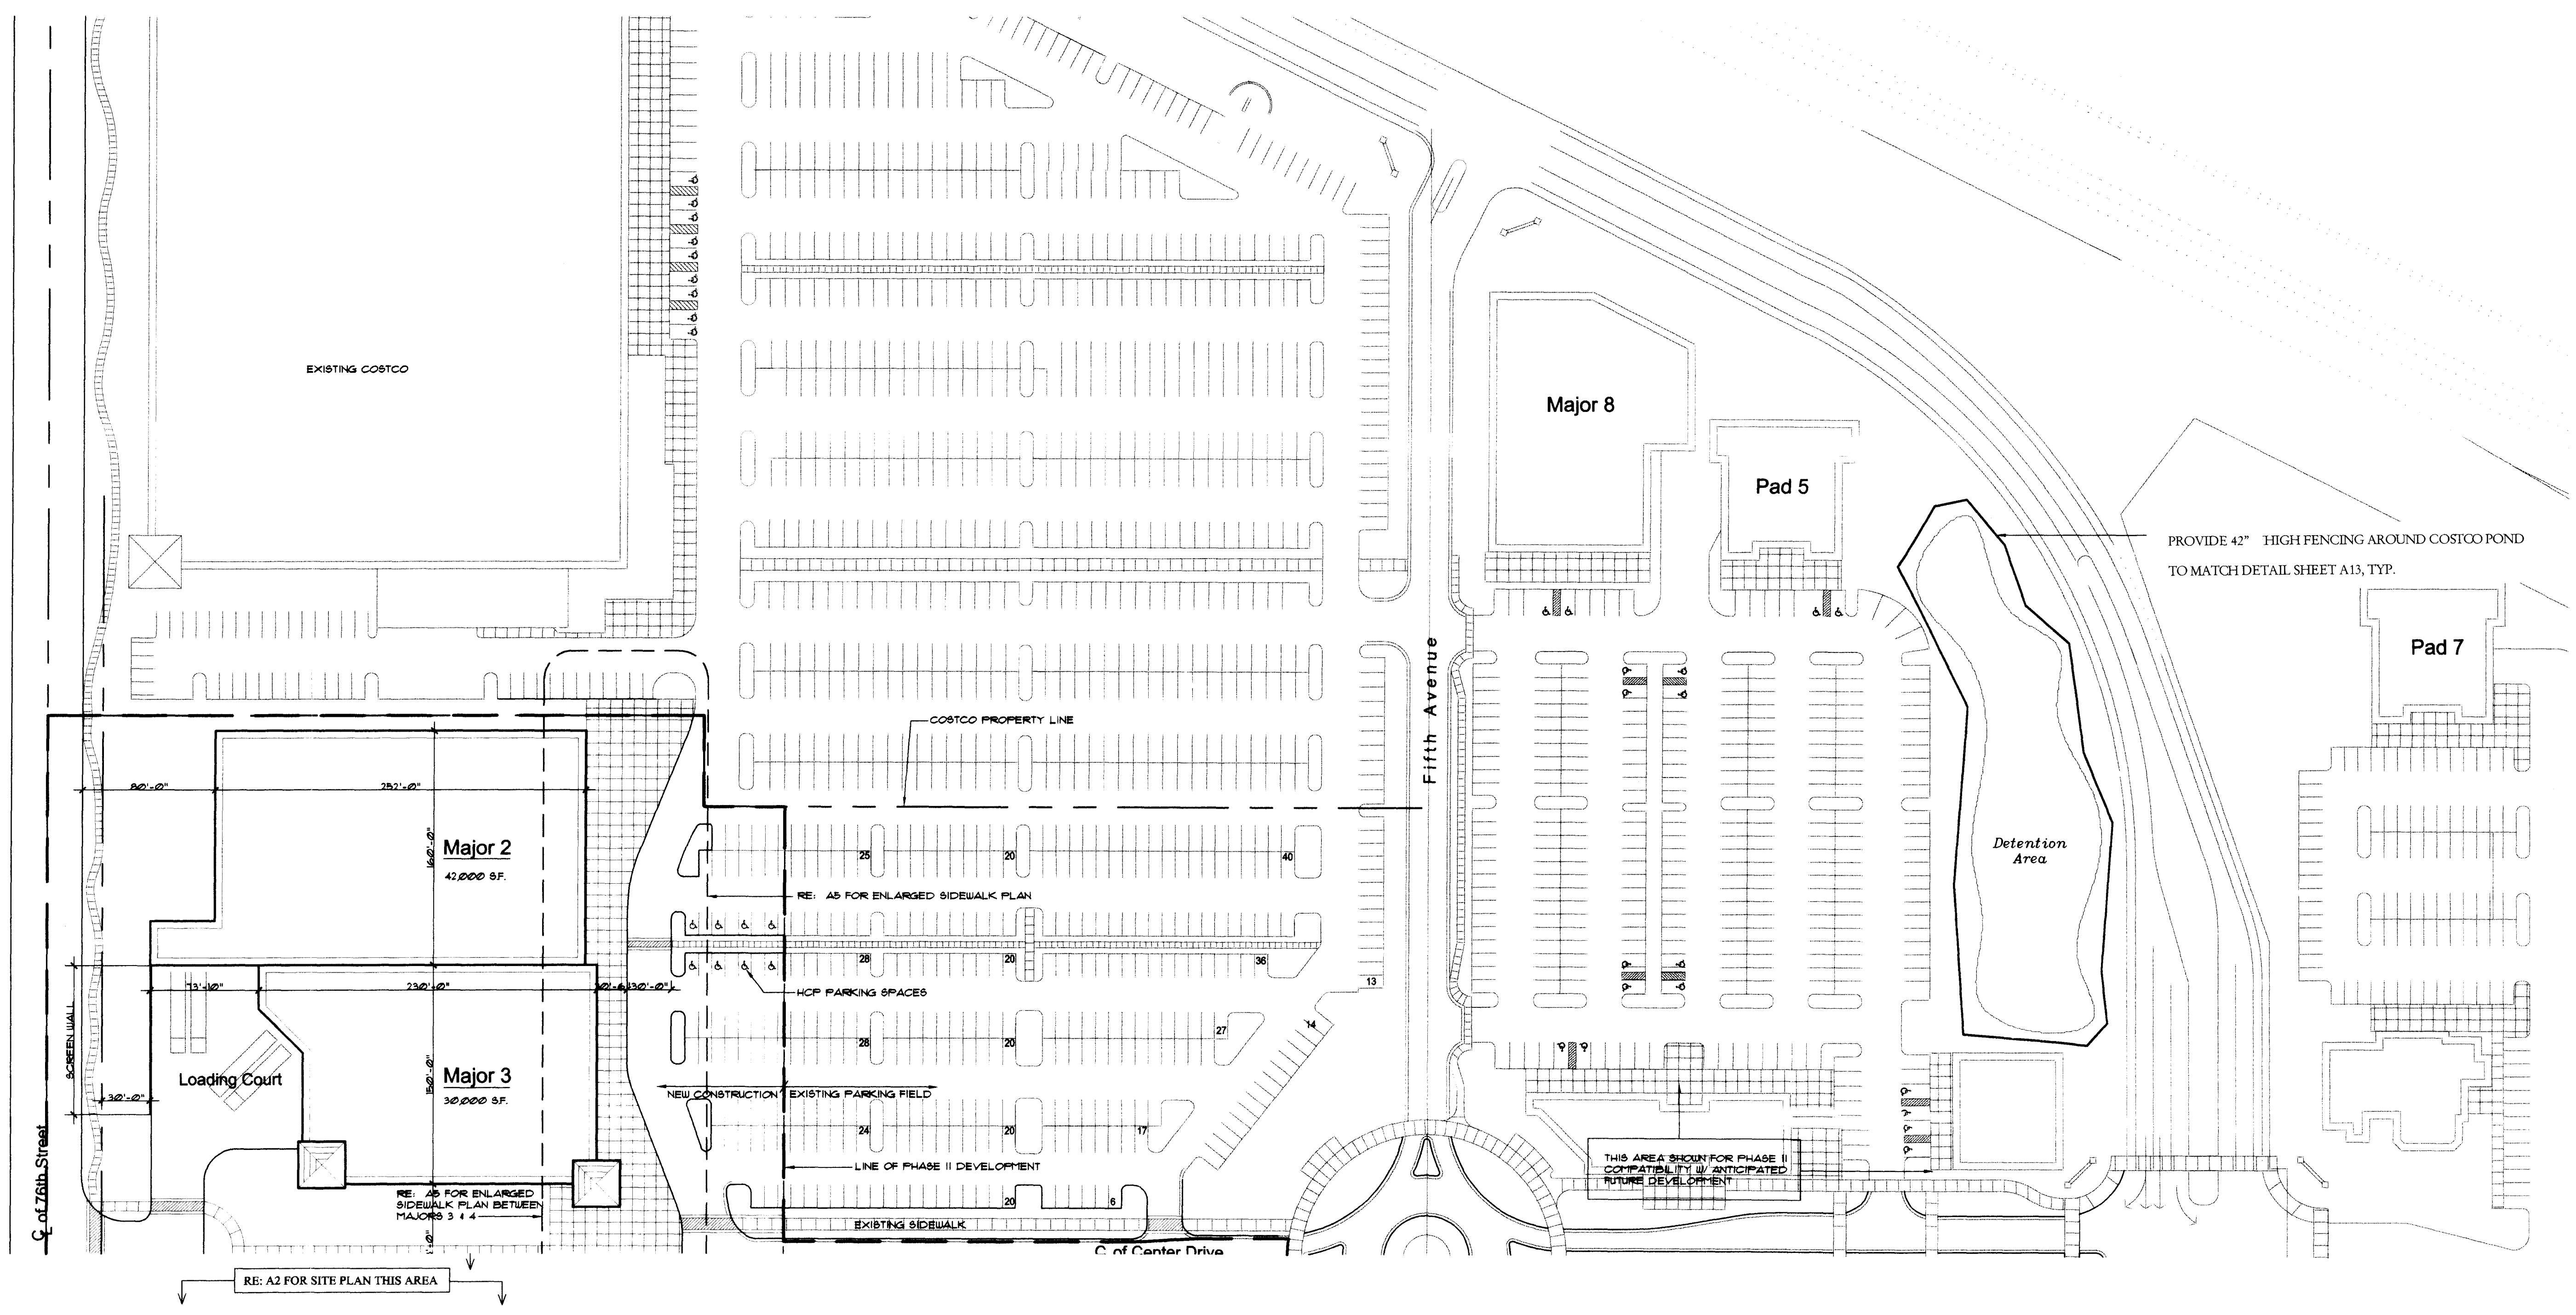 EXISTING COSTCO
Major 8
Pad 5
PROVIDE 42" HIGH FENCING AROUND COSTCO POND
TO MATCH DETAIL SHEET A13, TYP.
Pad 7
Fifth Avenue
COSTCO PROPERTY LINE
80'-0"
252'-0"
160'-0"
Major 2
42,000 S.F.
25
20
40
Detention
Area
RE: A5 FOR ENLARGED SIDEWALK PLAN
28
20
36
13
73'-10"
230'-0"
30'-0"
HCP PARKING SPACES
SCREEN WALL
28
20
27
14
Loading Court
Major 3
30,000 S.F.
150'-0"
30'-0"
NEW CONSTRUCTION
EXISTING PARKING FIELD
24
20
17
℄ of 76th Street
LINE OF PHASE II DEVELOPMENT
THIS AREA SHOWN FOR PHASE II
COMPATIBILITY W/ ANTICIPATED
FUTURE DEVELOPMENT
RE: A5 FOR ENLARGED
SIDEWALK PLAN BETWEEN
MAJORS 3 & 4
20
6
EXISTING SIDEWALK
C of Center Drive
RE: A2 FOR SITE PLAN THIS AREA